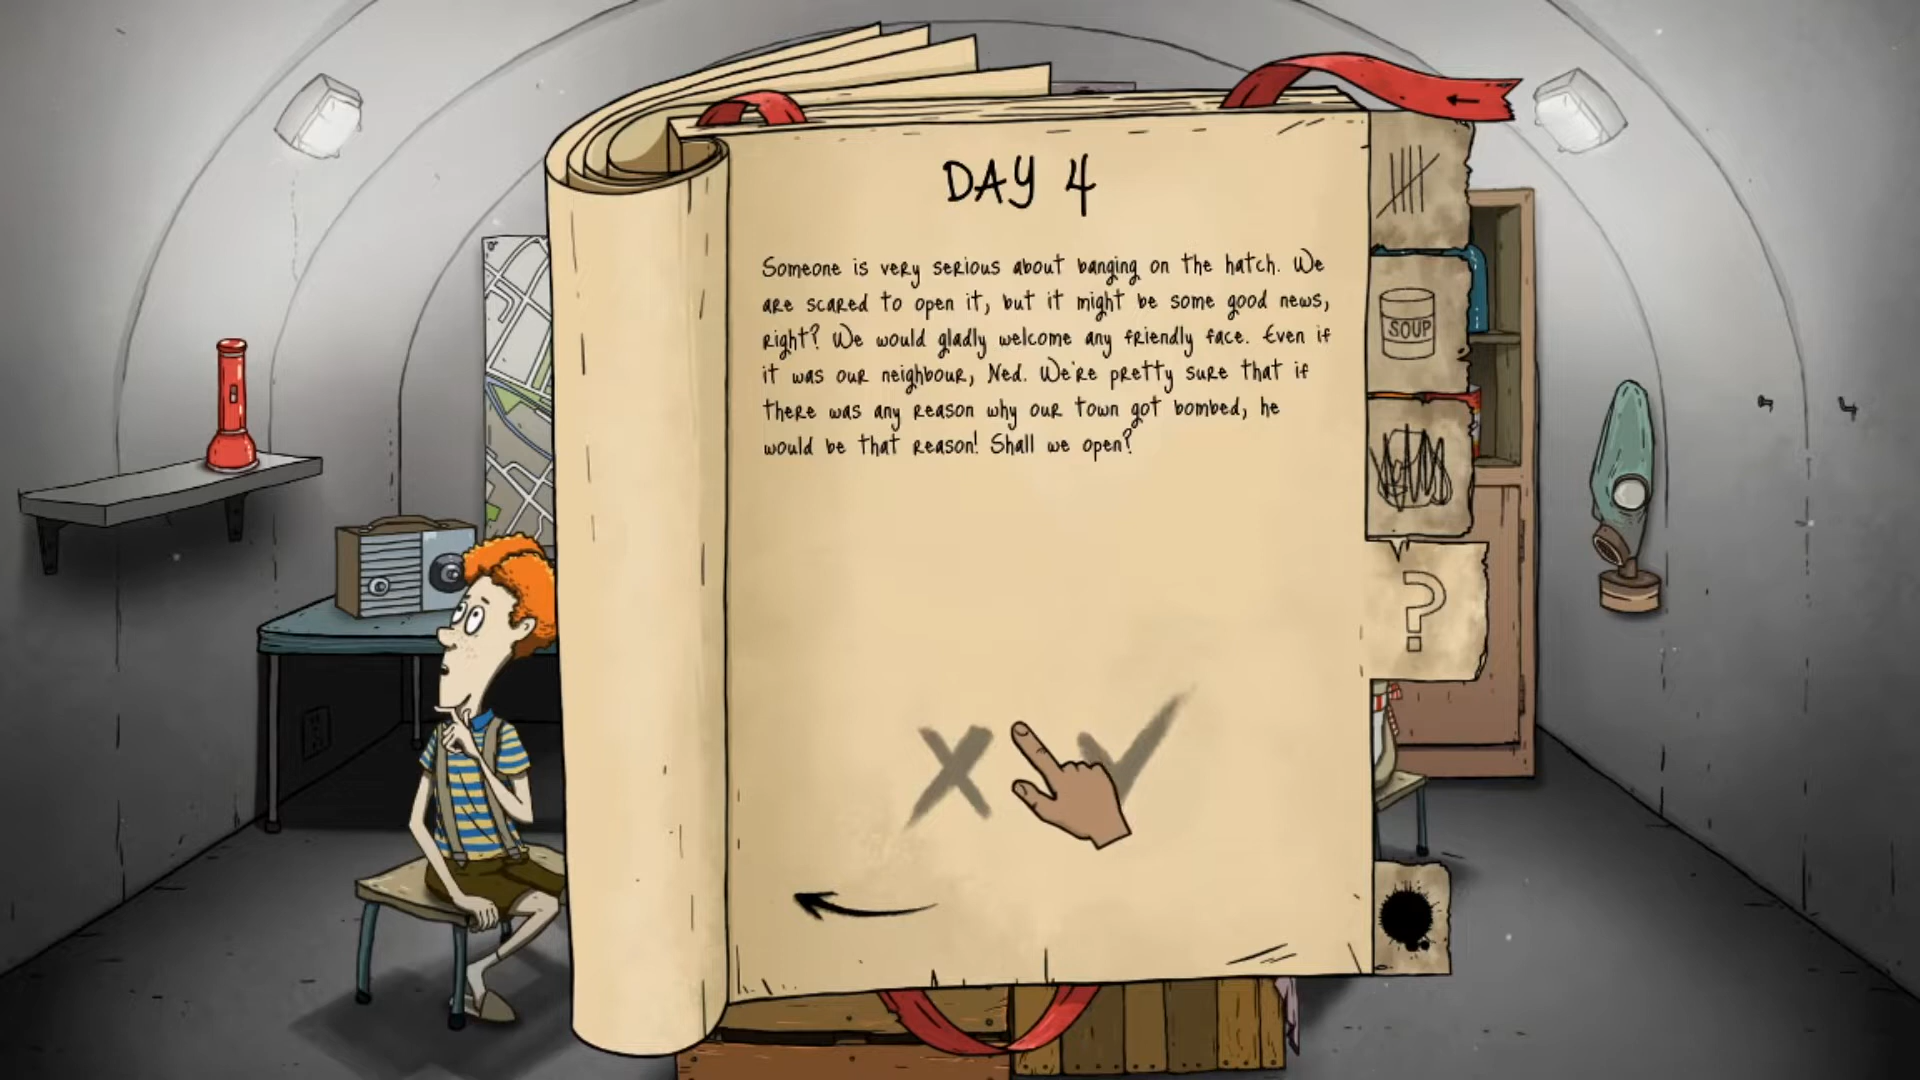 DAY 4
Someone is very serious about banging on the hatch. We
are scared to open it, but it might be some good news,
right? We would gladly welcome any friendly face. Even if
it was our neighbour, Ned. We're pretty sure that if
there was any reason why our town got bombed, he
would be that reason! Shall we open?
SOUP
?